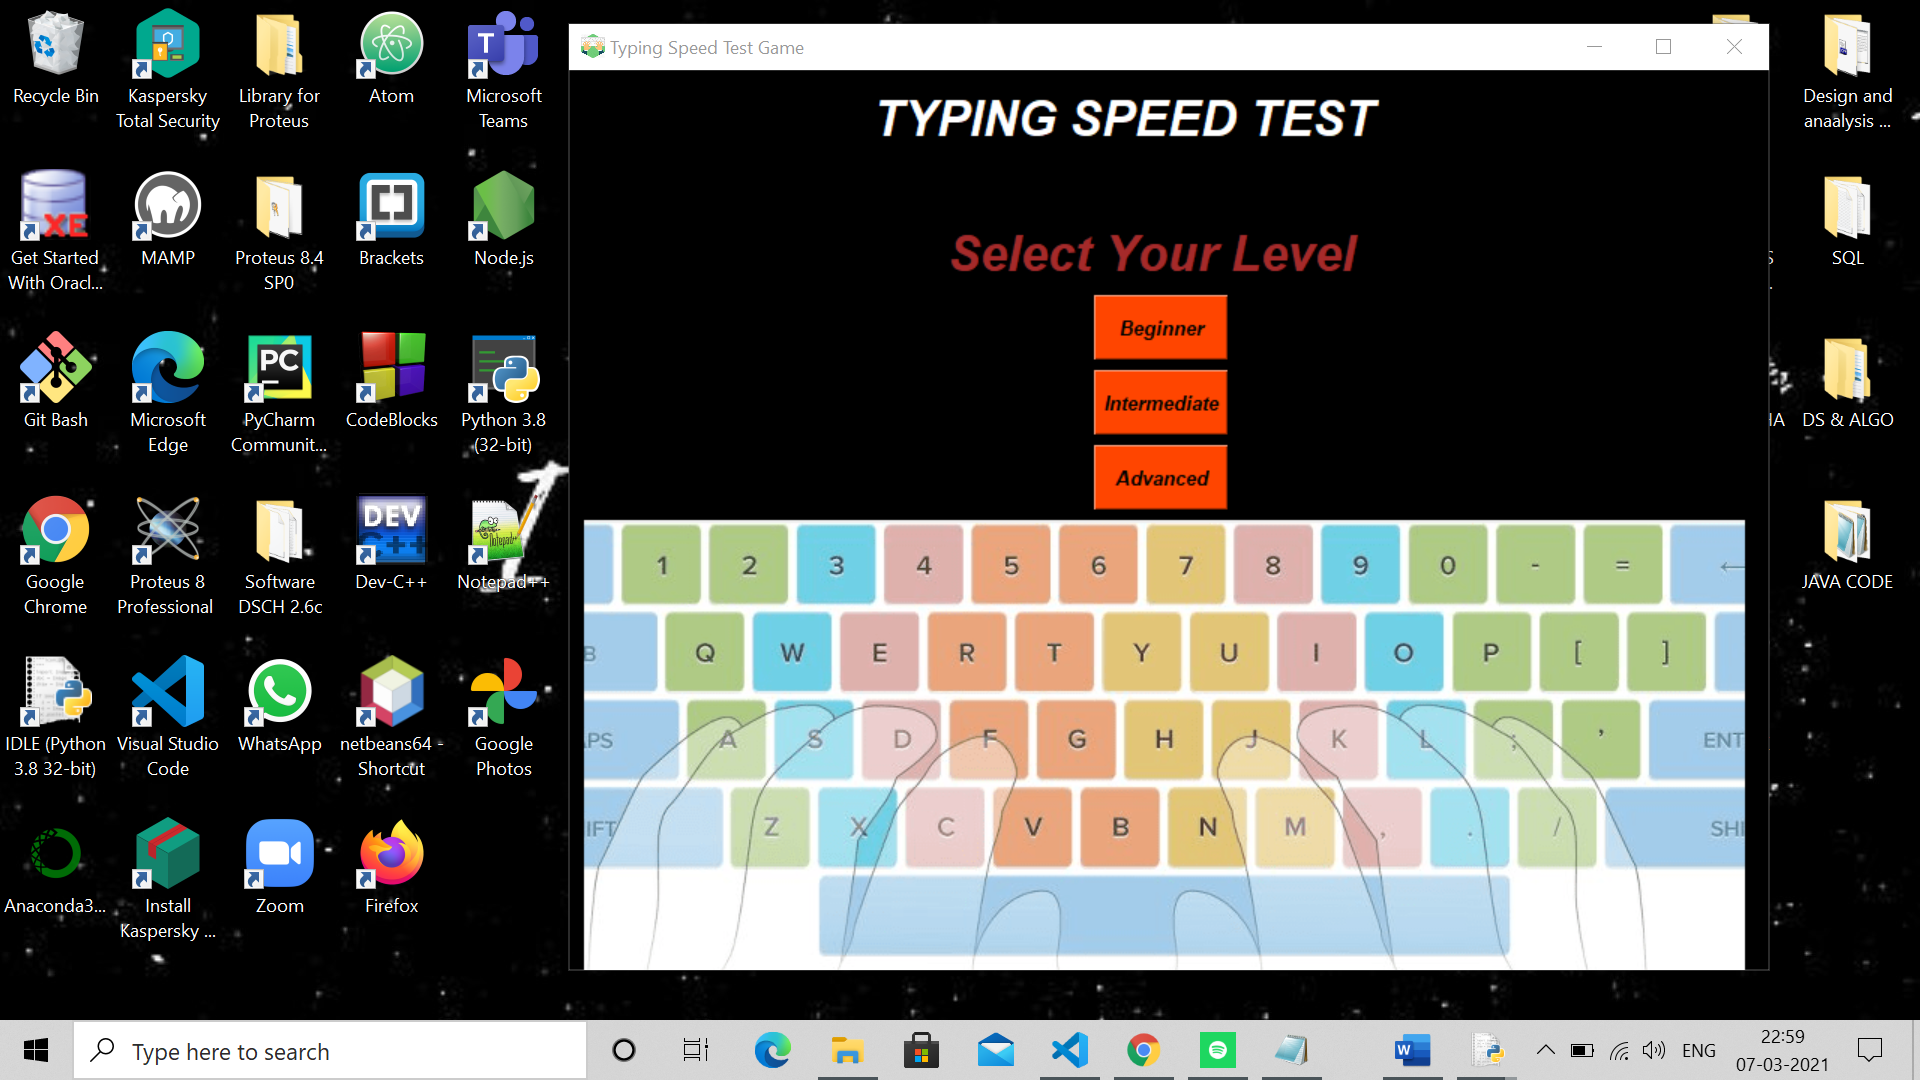 Recycle Bin
Kaspersky
Total Security
Library for
Proteus
Atom
Microsoft
Teams
Get Started
With Oracl...
MAMP
Proteus 8.4
SP0
Brackets
Node.js
XE
Git Bash
Microsoft
Edge
PC
PyCharm
Communit...
CodeBlocks
Python 3.8
(32-bit)
Google
Chrome
Proteus 8
Professional
Software
DSCH 2.6c
DEV
C++
Dev-C++
Notepad++
IDLE (Python
3.8 32-bit)
Visual Studio
Code
WhatsApp
netbeans64 -
Shortcut
Google
Photos
Anaconda3...
Install
Kaspersky ...
Zoom
Firefox
Typing Speed Test Game
TYPING SPEED TEST
Select Your Level
Beginner
Intermediate
Advanced
1 2 3 4 5 6 7 8 9 0 - = ←
B Q W E R T Y U I O P [ ]
APS A S D F G H J K L ; ' ENT
IFT Z X C V B N M , . / SHI
Design and
anaalysis ...
S
SQL
IA
DS & ALGO
JAVA CODE
Type here to search
W
ENG
22:59
07-03-2021